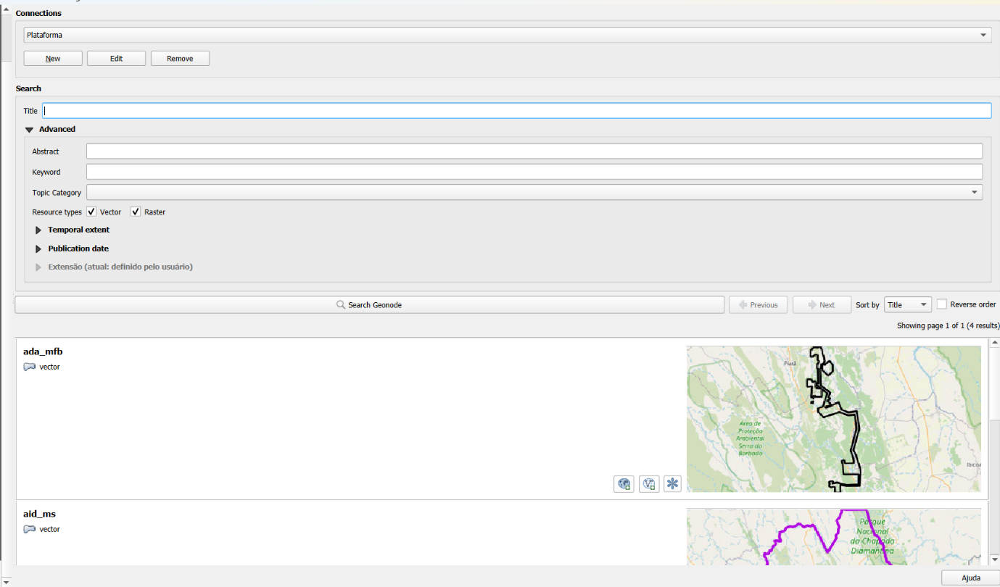 Connections
Plataforma
New Edit Remove
Search
Title
Advanced
Abstract
Keyword
Topic Category
Resource types Vector Raster
Temporal extent
Publication date
Extensão (atual: definido pelo usuário)
Search Geonode Previous Next Sort by Title Reverse order
Showing page 1 of 1 (4 results)
ada_mfb
vector
Piatã
Área de
Proteção
Ambiental
Serra do
Barbado
aid_ms
vector
Parque
Nacional
da Chapada
Diamantina
Ajuda